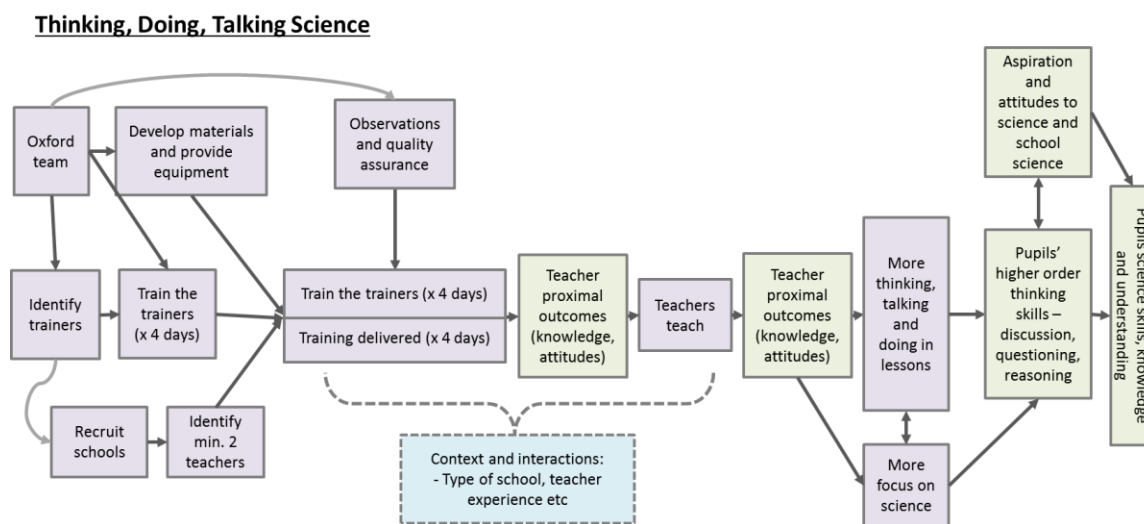 Thinking, Doing, Talking Science
Oxford
team
Develop materials
and provide
equipment
Observations
and quality
assurance
Identify
trainers
Train the
trainers
(x 4 days)
Recruit
schools
Identify
min. 2
teachers
Train the trainers (x 4 days)
Training delivered (x 4 days)
Teacher
proximal
outcomes
(knowledge,
attitudes)
Teachers
teach
Context and interactions:
- Type of school, teacher
experience etc
Teacher
proximal
outcomes
(knowledge,
attitudes)
More
thinking,
talking
and
doing in
lessons
More
focus on
science
Aspiration
and
attitudes to
science and
school
science
Pupils’
higher order
thinking
skills –
discussion,
questioning,
reasoning
Pupils science skills, knowledge
and understanding